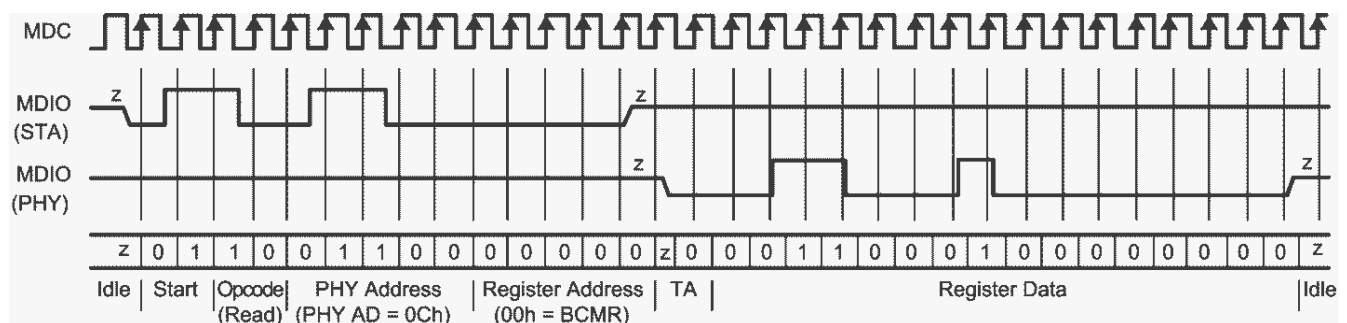 MDC
z z
MDIO
(STA)
z z
MDIO
(PHY)
z 0 1 1 0 0 1 1 0 0 0 0 0 0 0 z 0 0 0 1 1 0 0 0 1 0 0 0 0 0 0 0 0 z
Idle Start Opcode PHY Address Register Address TA Register Data Idle
(Read) (PHY AD = 0Ch) (00h = BCMR)